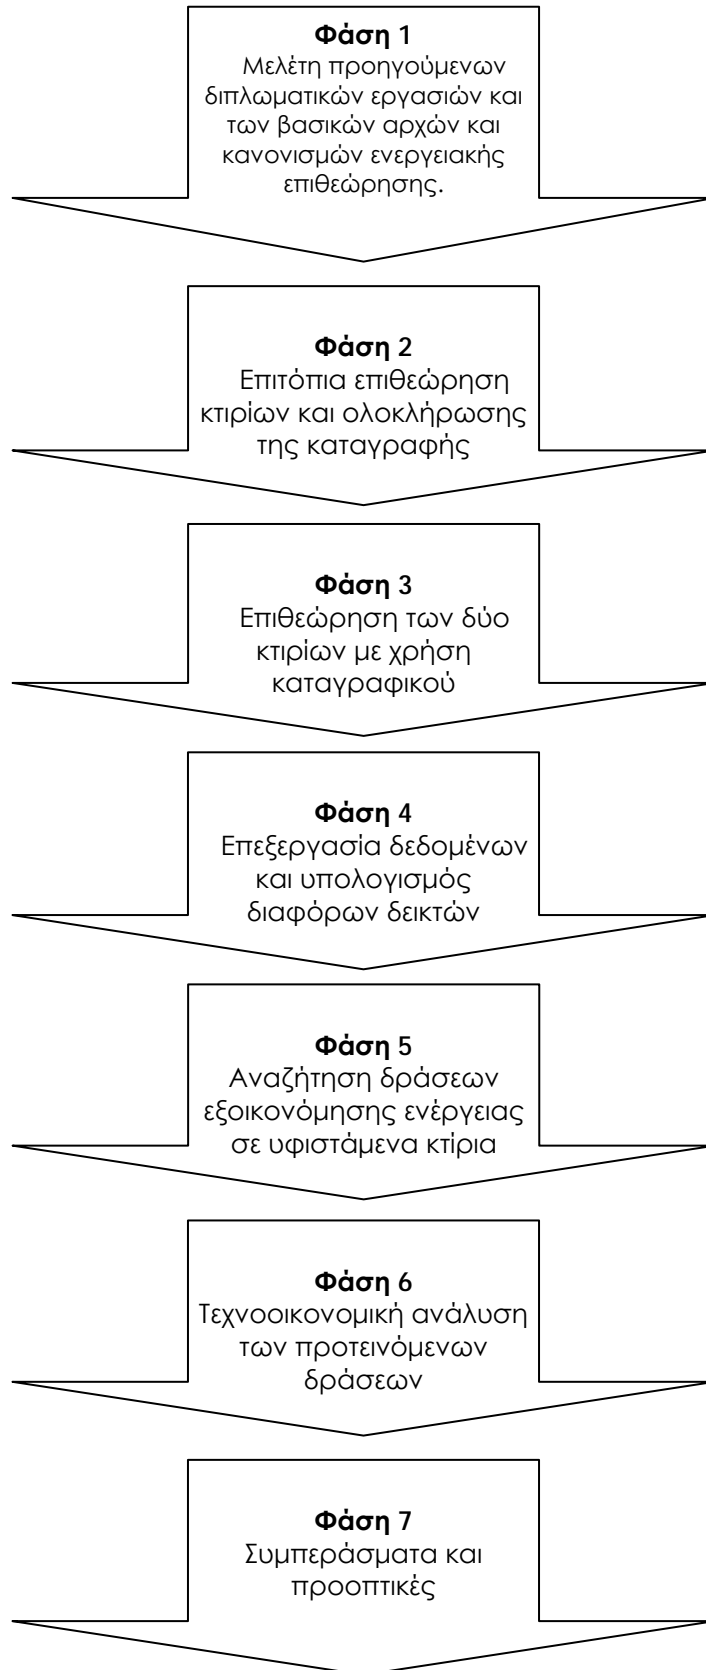 Φάση 1
Μελέτη προηγούμενων
διπλωματικών εργασιών και
των βασικών αρχών και
κανονισμών ενεργειακής
επιθεώρησης.
Φάση 2
Επιτόπια επιθεώρηση
κτιρίων και ολοκλήρωσης
της καταγραφής
Φάση 3
Επιθεώρηση των δύο
κτιρίων με χρήση
καταγραφικού
Φάση 4
Επεξεργασία δεδομένων
και υπολογισμός
διαφόρων δεικτών
Φάση 5
Αναζήτηση δράσεων
εξοικονόμησης ενέργειας
σε υφιστάμενα κτίρια
Φάση 6
Τεχνοοικονομική ανάλυση
των προτεινόμενων
δράσεων
Φάση 7
Συμπεράσματα και
προοπτικές